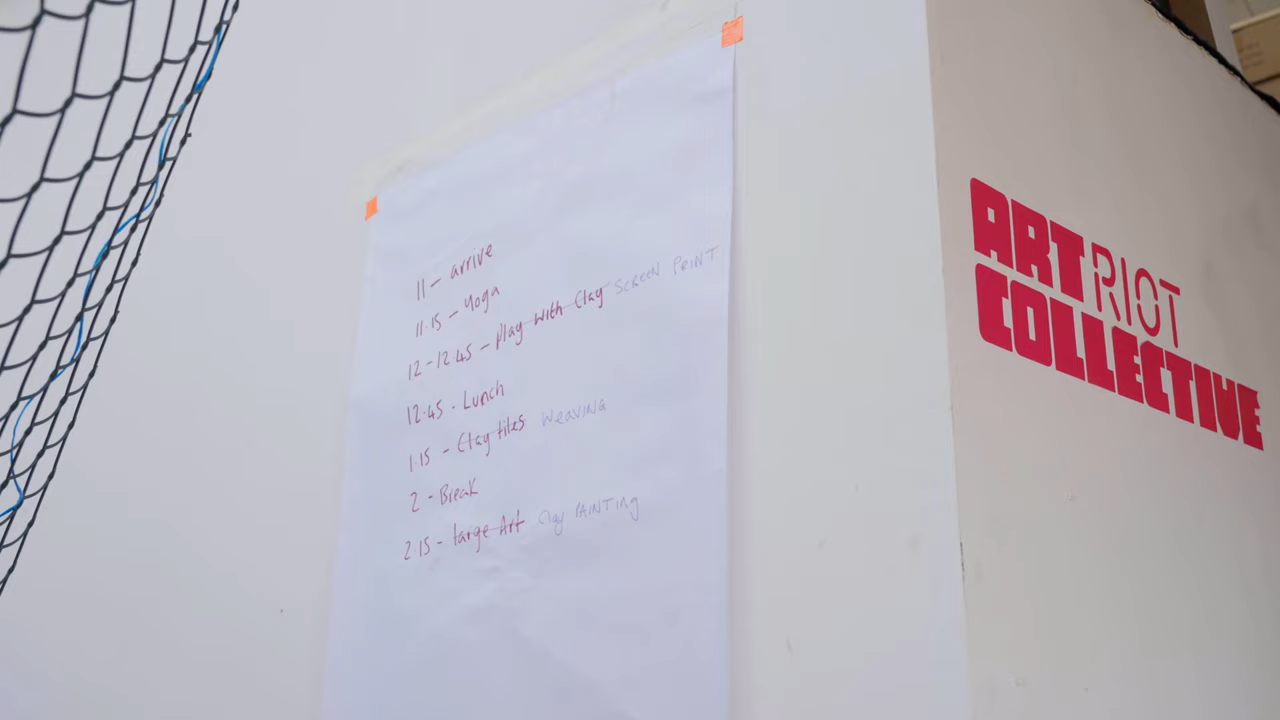 11 - arrive
11.15 - Yoga
12-12.45 - Play with Clay SCREEN PRINT
12.45 - Lunch
1.15 - Clay tiles WEAVING
2 - Break
2.15 - large Art Clay PAINTING
ART RIOT
COLLECTIVE